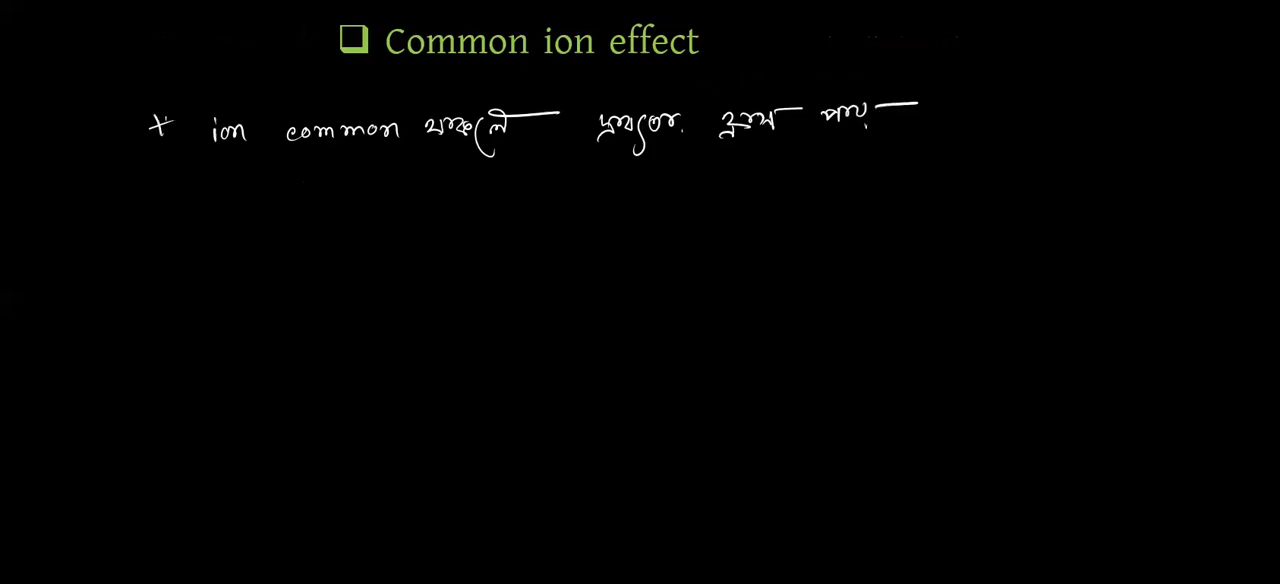 ❑ Common ion effect
* ion common থাকলে দ্রাব্যতা হ্রাস পায়